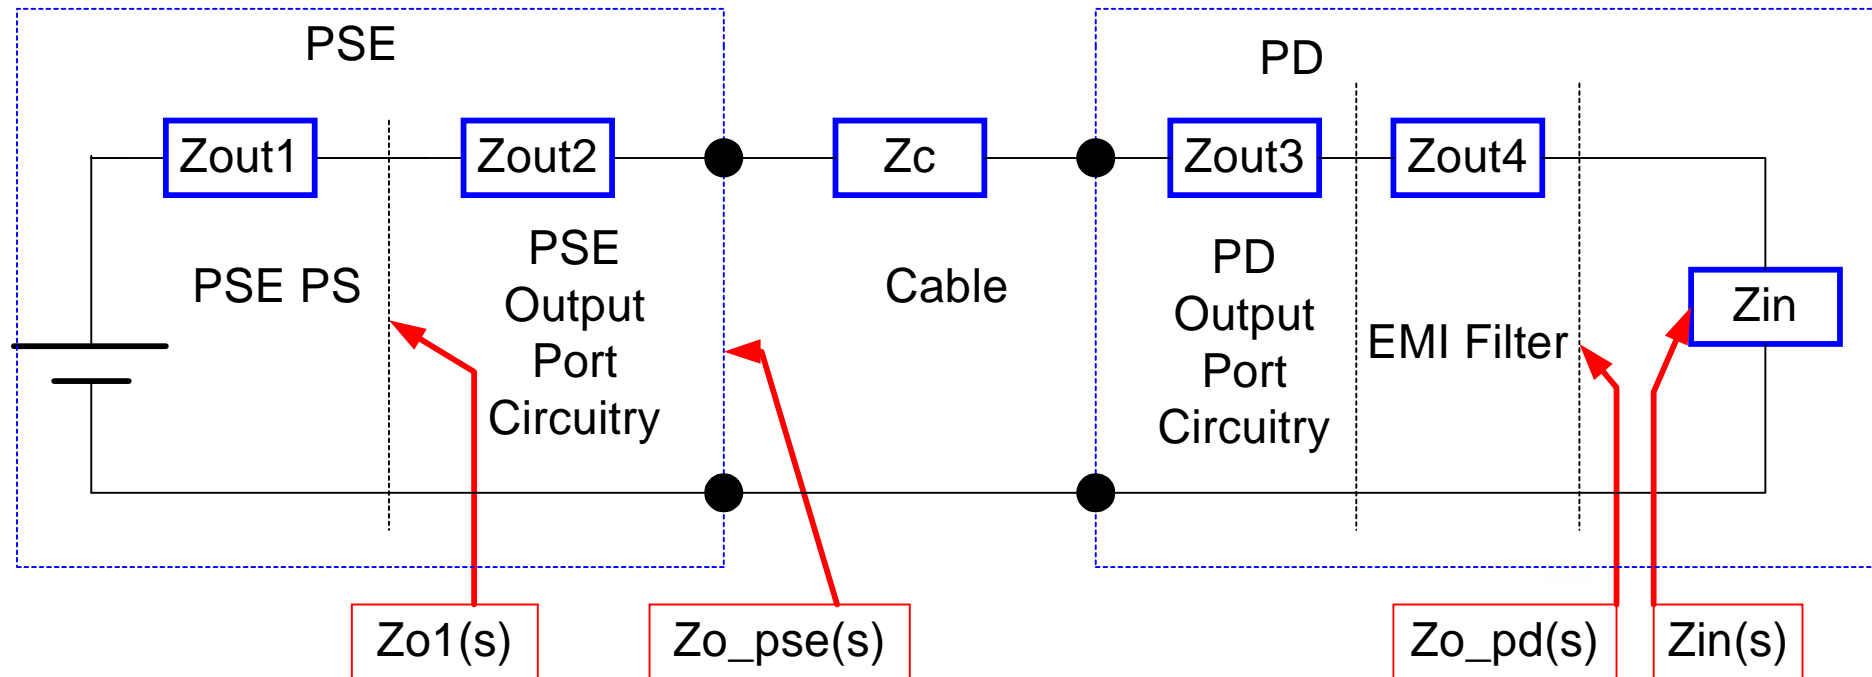 PSE
PD
Zout1
Zout2
Zc
Zout3
Zout4
PSE PS
PSE
Output
Port
Circuitry
Cable
PD
Output
Port
Circuitry
EMI Filter
Zin
Zo1(s)
Zo_pse(s)
Zo_pd(s)
Zin(s)